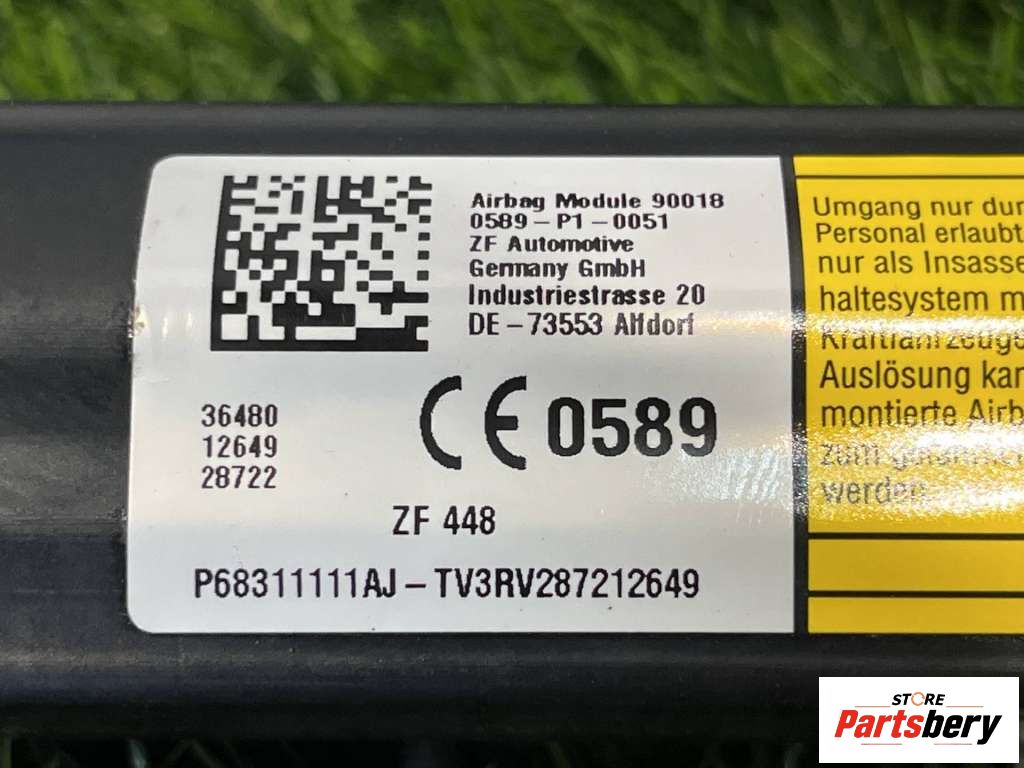 Airbag Module 90018
0589-P1-0051
ZF Automotive
Germany GmbH
Industriestrasse 20
DE-73553 Alfdorf
36480
12649
28722
CE 0589
ZF 448
P68311111AJ-TV3RV287212649
Umgang nur dur
Personal erlaubt
nur als Insasse
haltesystem m
Kraftfahrzeuge
Auslösung kan
montierte Airb
zum
werden
STORE
Partsbery